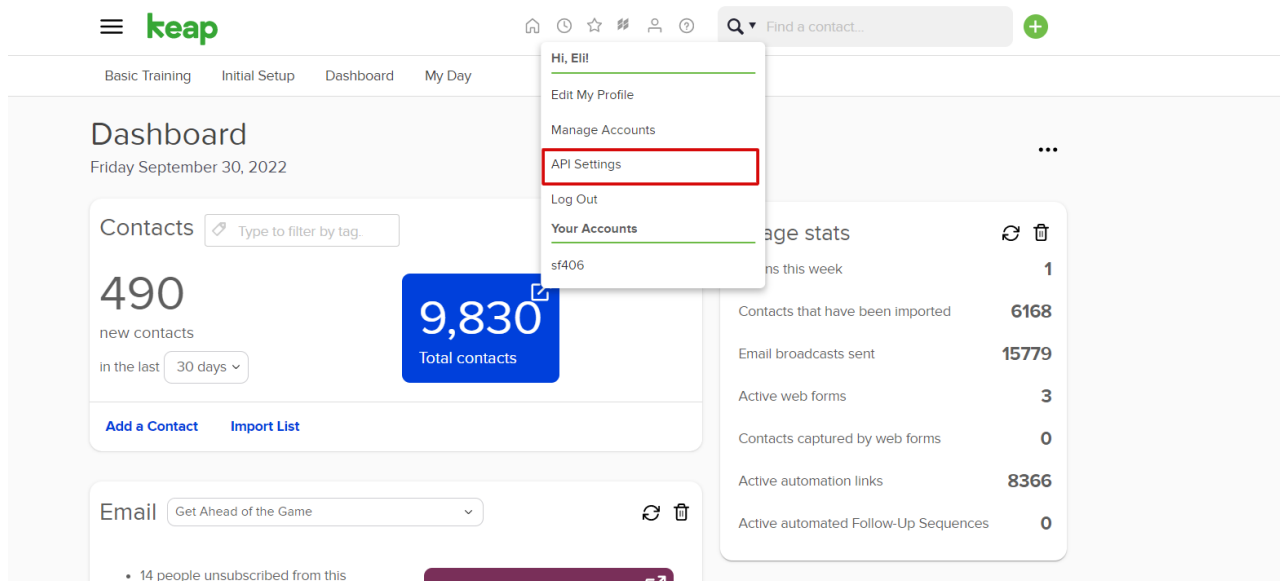 keap
Find a contact...
Hi, Eli!
Edit My Profile
Manage Accounts
API Settings
Log Out
Your Accounts
sf406
Basic Training
Initial Setup
Dashboard
My Day
Dashboard
Friday September 30, 2022
Contacts
Type to filter by tag.
490
new contacts
in the last
30 days
9,830
Total contacts
Add a Contact
Import List
Email
Get Ahead of the Game
• 14 people unsubscribed from this
stats
this week
1
Contacts that have been imported
6168
Email broadcasts sent
15779
Active web forms
3
Contacts captured by web forms
0
Active automation links
8366
Active automated Follow-Up Sequences
0